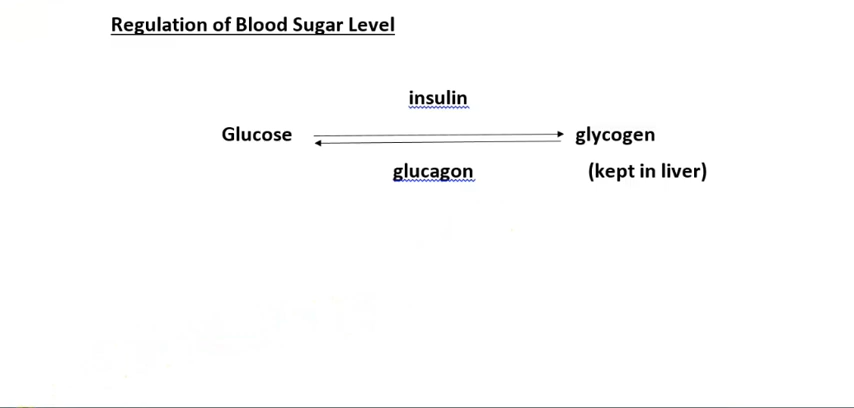 Regulation of Blood Sugar Level
insulin
Glucose glycogen
glucagon (kept in liver)